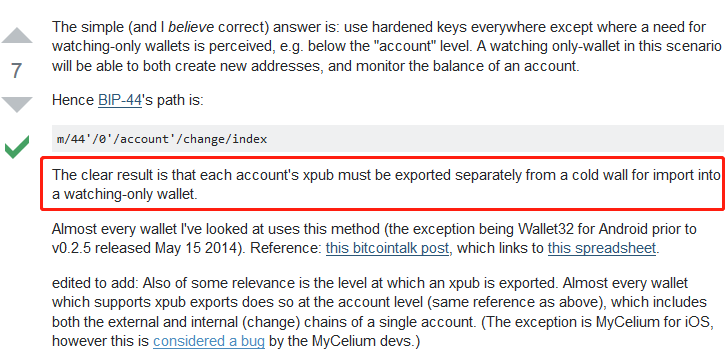 The simple (and I believe correct) answer is: use hardened keys everywhere except where a need for
watching-only wallets is perceived, e.g. below the "account" level. A watching only-wallet in this scenario
will be able to both create new addresses, and monitor the balance of an account.
7
Hence BIP-44's path is:
m/44'/0'/account'/change/index
The clear result is that each account's xpub must be exported separately from a cold wall for import into
a watching-only wallet.
Almost every wallet I've looked at uses this method (the exception being Wallet32 for Android prior to
v0.2.5 released May 15 2014). Reference: this bitcointalk post, which links to this spreadsheet.
edited to add: Also of some relevance is the level at which an xpub is exported. Almost every wallet
which supports xpub exports does so at the account level (same reference as above), which includes
both the external and internal (change) chains of a single account. (The exception is MyCelium for iOS,
however this is considered a bug by the MyCelium devs.)